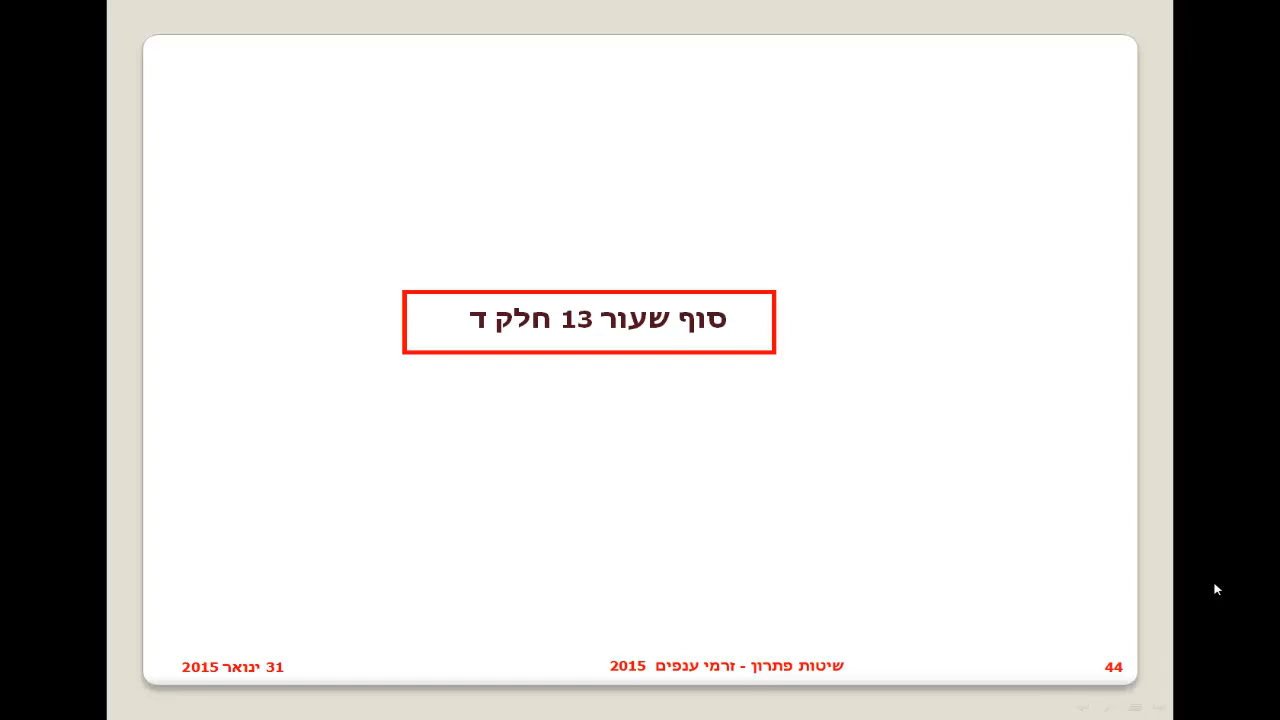 סוף שעור 13 חלק ד
44
שיטות פתרון - זרמי ענפים 2015
31 ינואר 2015